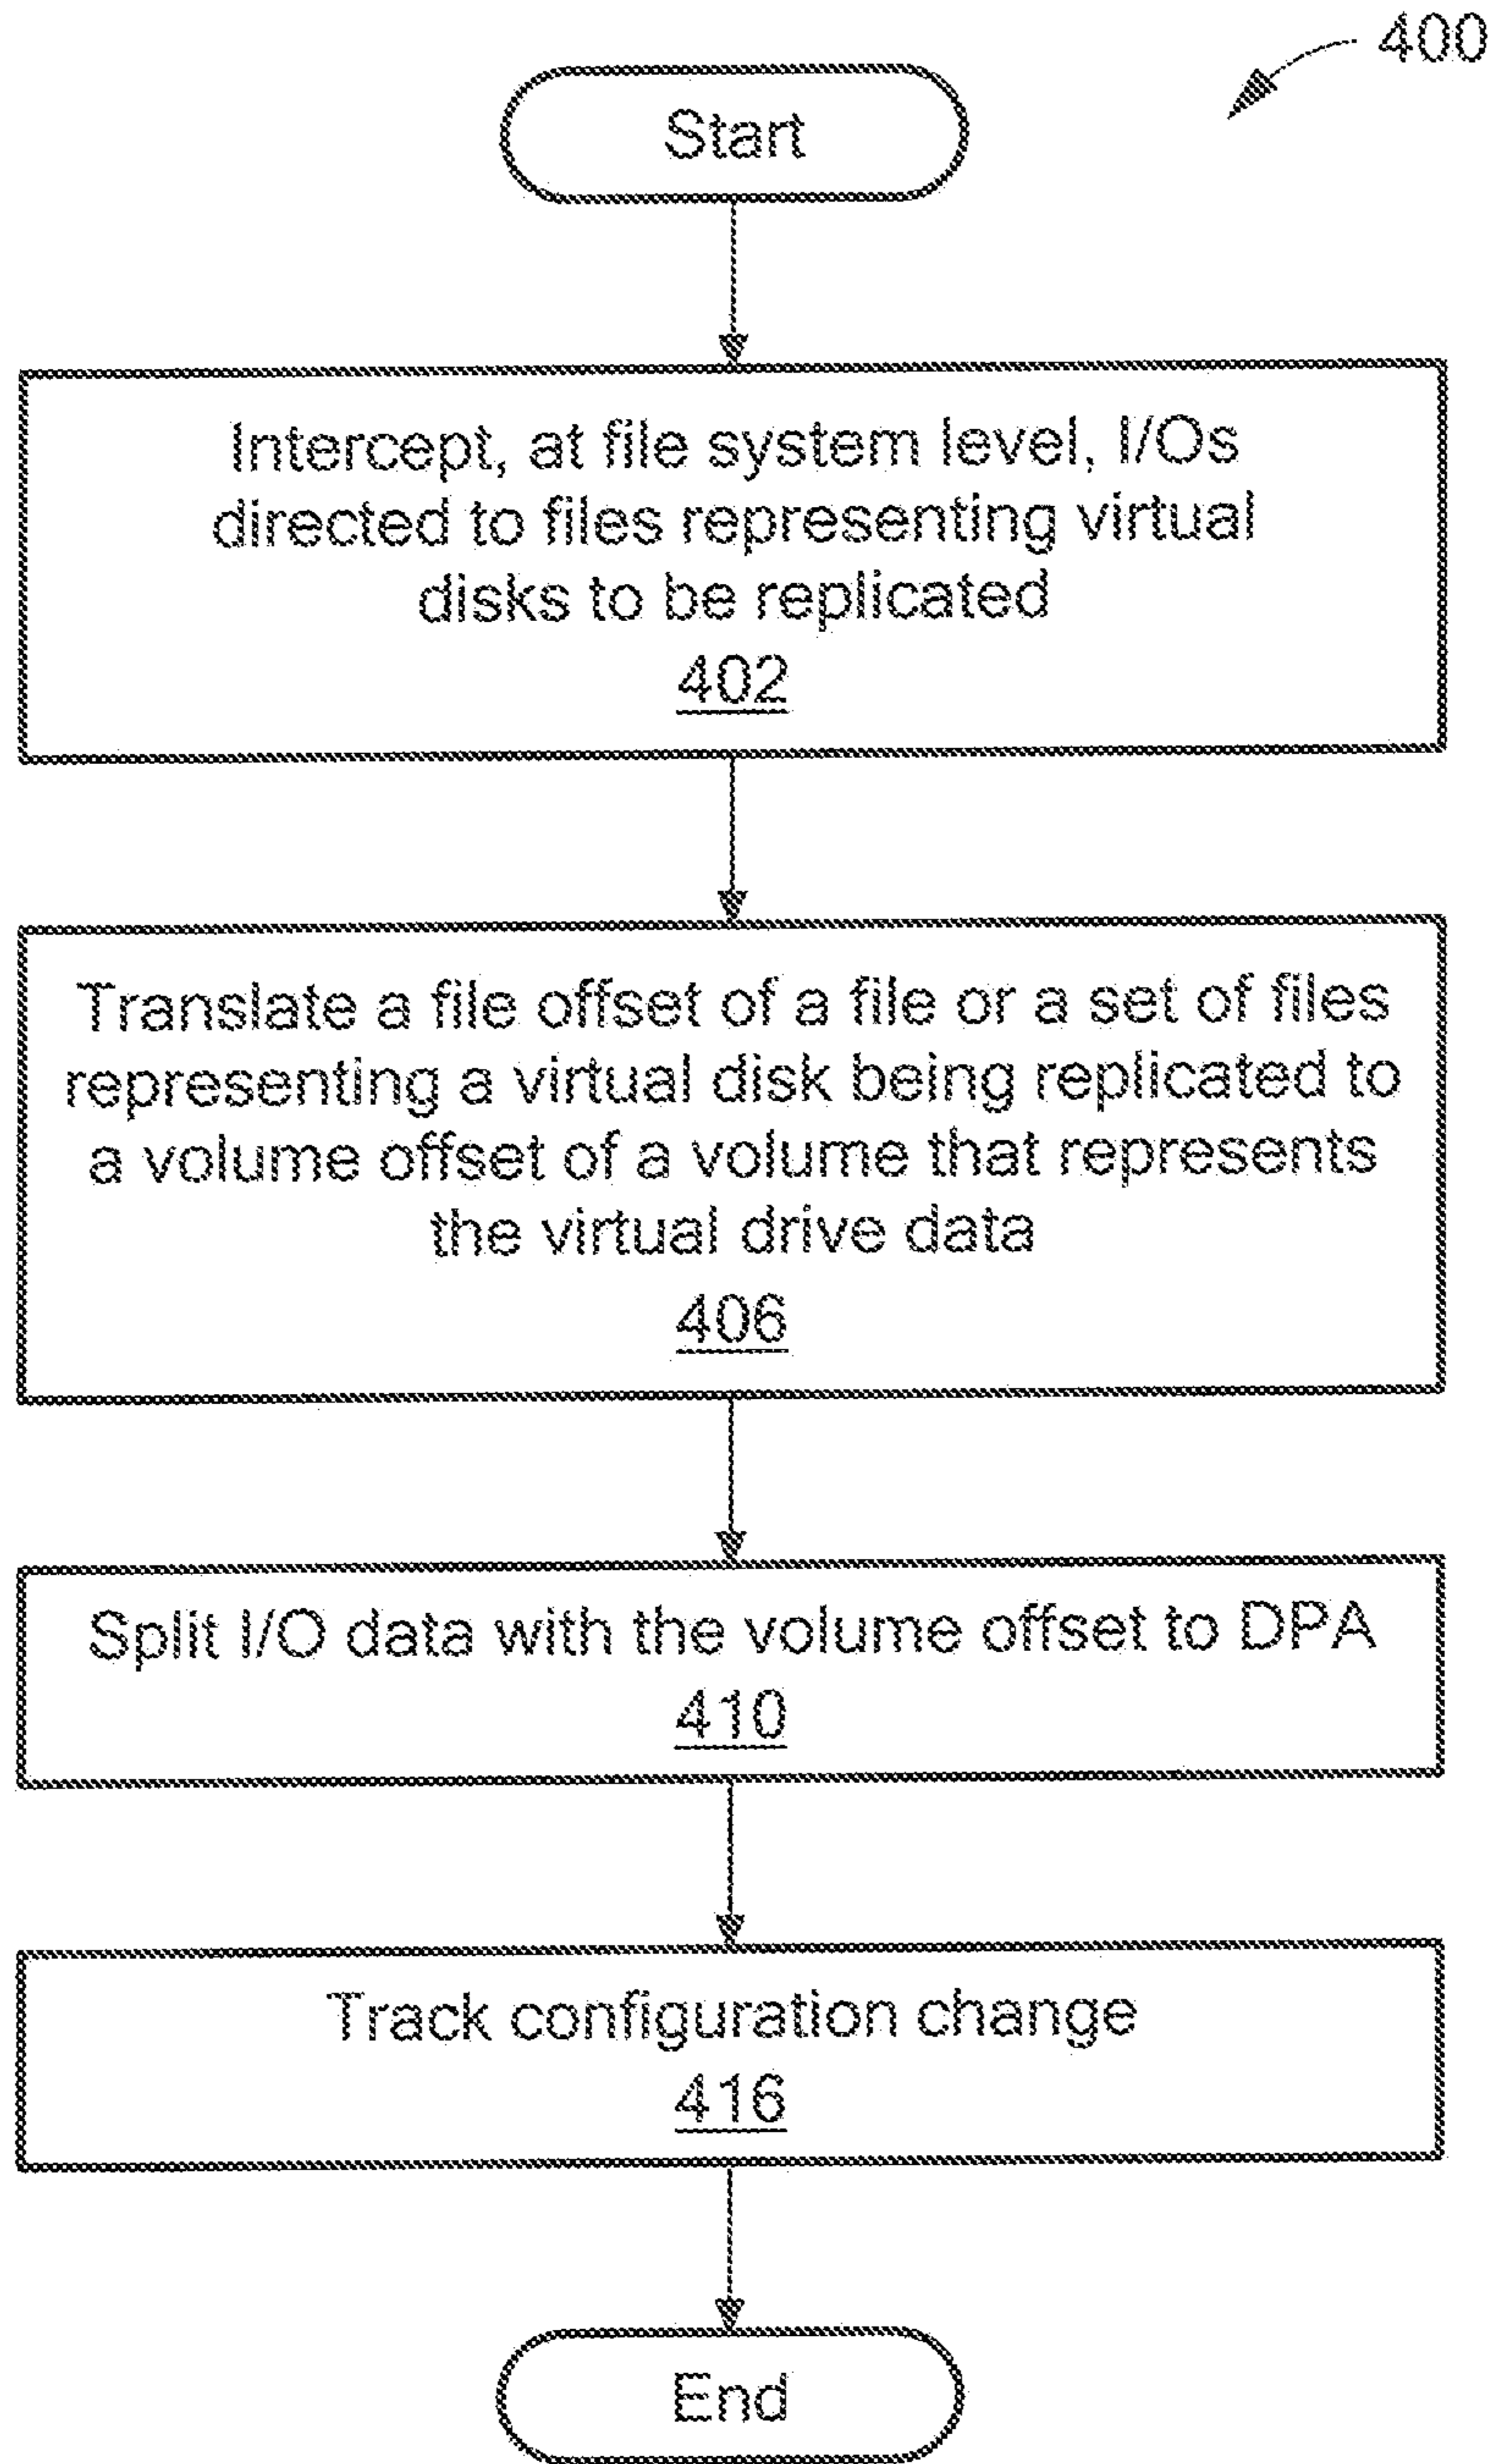 400
Start
Intercept, at file system level, I/Os
directed to files representing virtual
disks to be replicated
402
Translate a file offset of a file or a set of files
representing a virtual disk being replicated to
a volume offset of a volume that represents
the virtual drive data
406
Split I/O data with the volume offset to DPA
410
Track configuration change
416
End